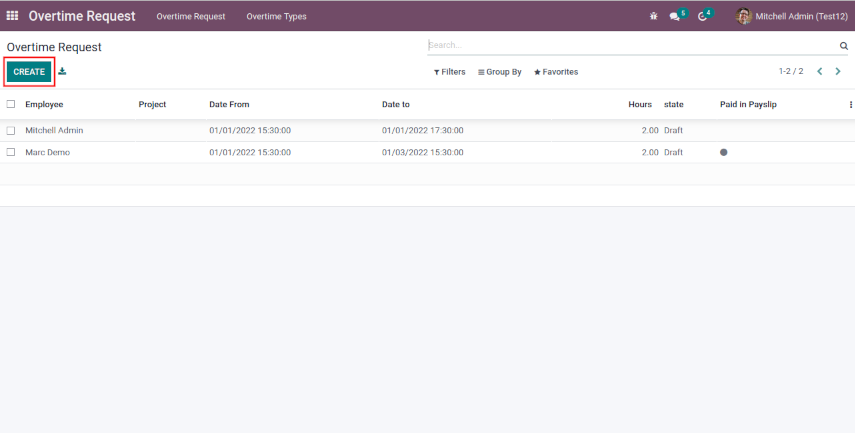 Overtime Request Overtime Request Overtime Types 5 4 Mitchell Admin (Test12)
Overtime Request Search...
CREATE Filters Group By Favorites 1-2 / 2
Employee Project Date From Date to Hours state Paid in Payslip
Mitchell Admin 01/01/2022 15:30:00 01/01/2022 17:30:00 2.00 Draft
Marc Demo 01/01/2022 15:30:00 01/03/2022 15:30:00 2.00 Draft